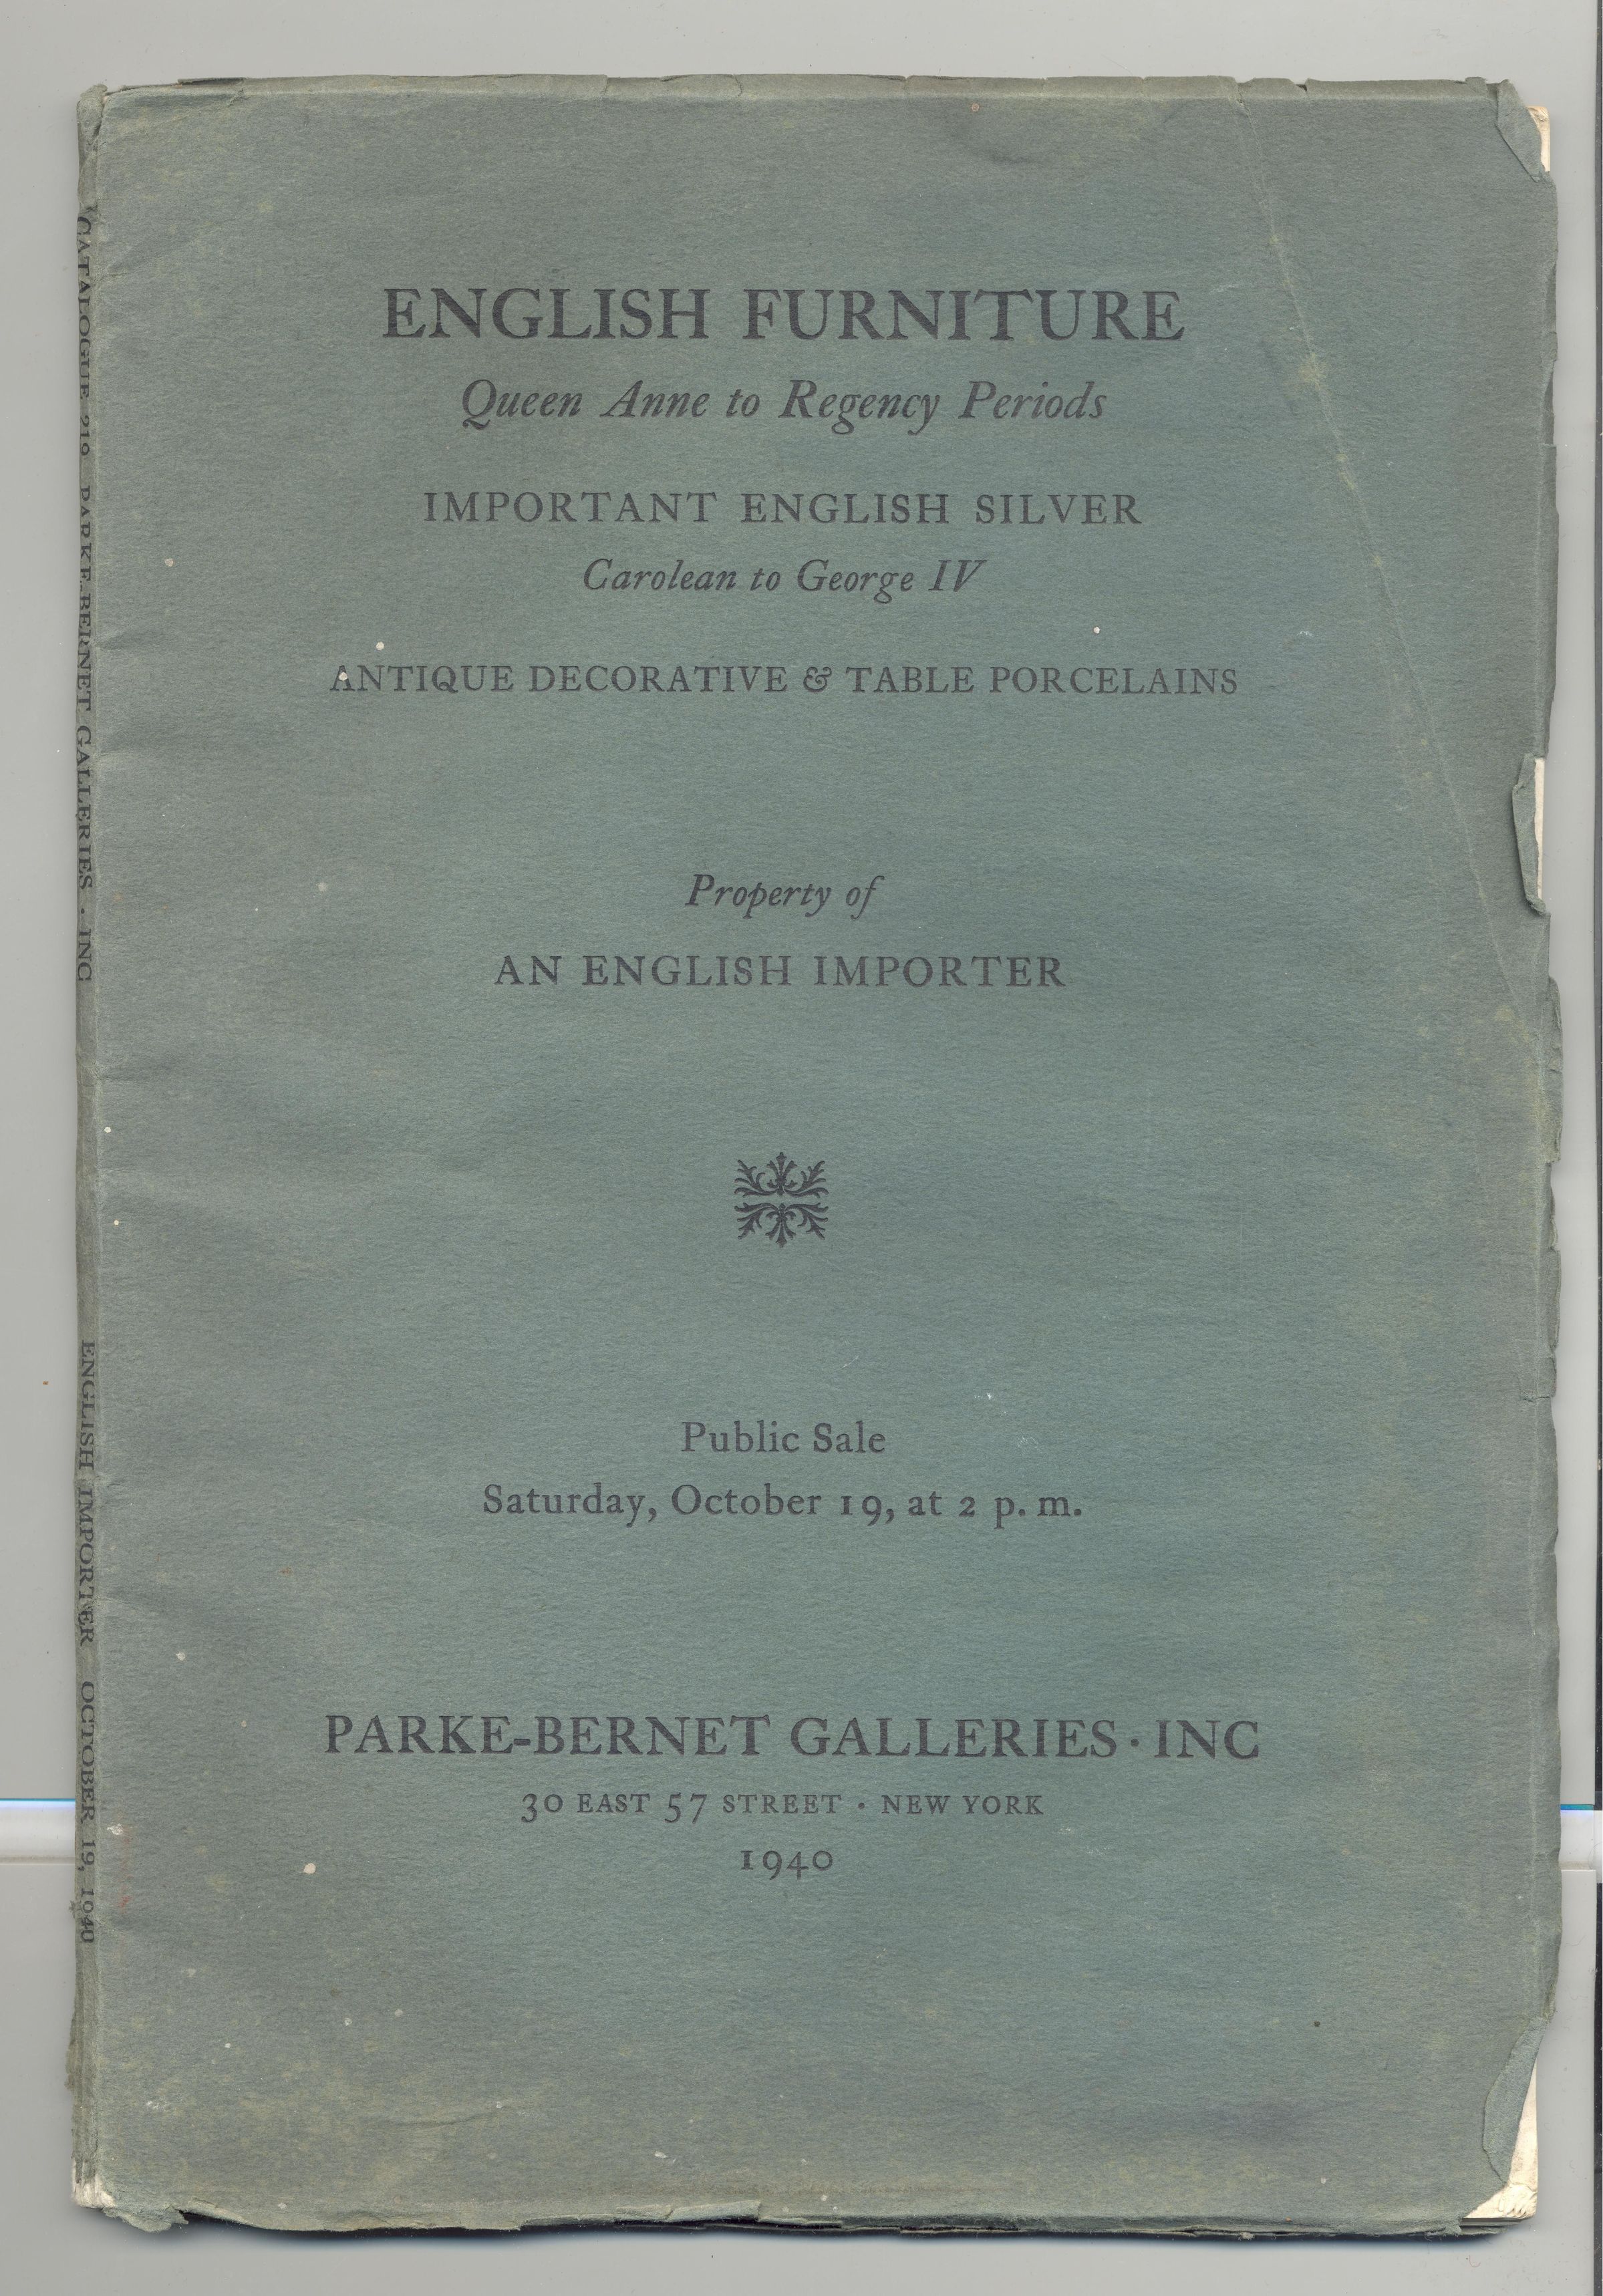 ENGLISH FURNITURE
Queen Anne to Regency Periods
IMPORTANT ENGLISH SILVER
Carolean to George IV
ANTIQUE DECORATIVE & TABLE PORCELAINS
Property of
AN ENGLISH IMPORTER
Public Sale
Saturday, October 19, at 2 p. m.
PARKE-BERNET GALLERIES · INC
30 EAST 57 STREET · NEW YORK
1940
CATALOGUE 219 PARKE-BERNET GALLERIES · INC ENGLISH IMPORTER OCTOBER 19, 1940